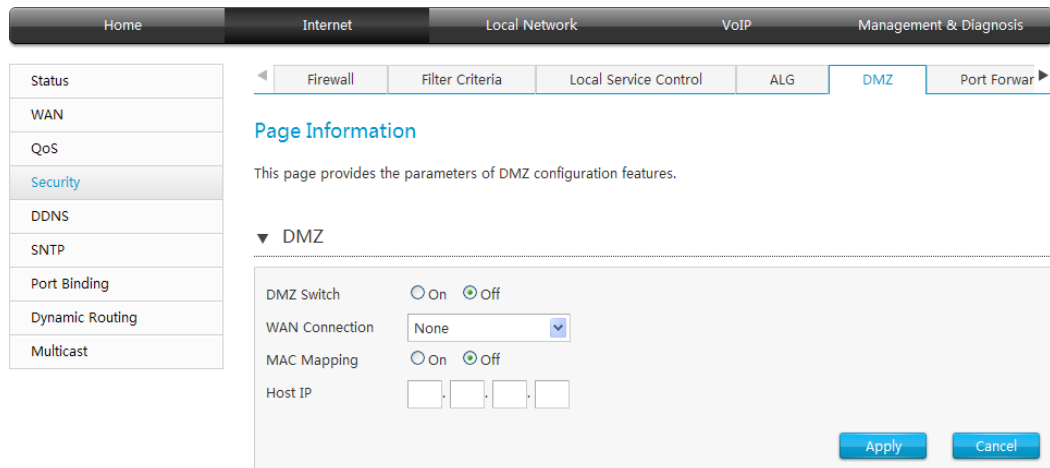 Home Internet Local Network VoIP Management & Diagnosis
Status
WAN
QoS
Security
DDNS
SNTP
Port Binding
Dynamic Routing
Multicast
Firewall Filter Criteria Local Service Control ALG DMZ Port Forwar
Page Information
This page provides the parameters of DMZ configuration features.
DMZ
DMZ Switch On Off
WAN Connection None
MAC Mapping On Off
Host IP . . .
Apply Cancel